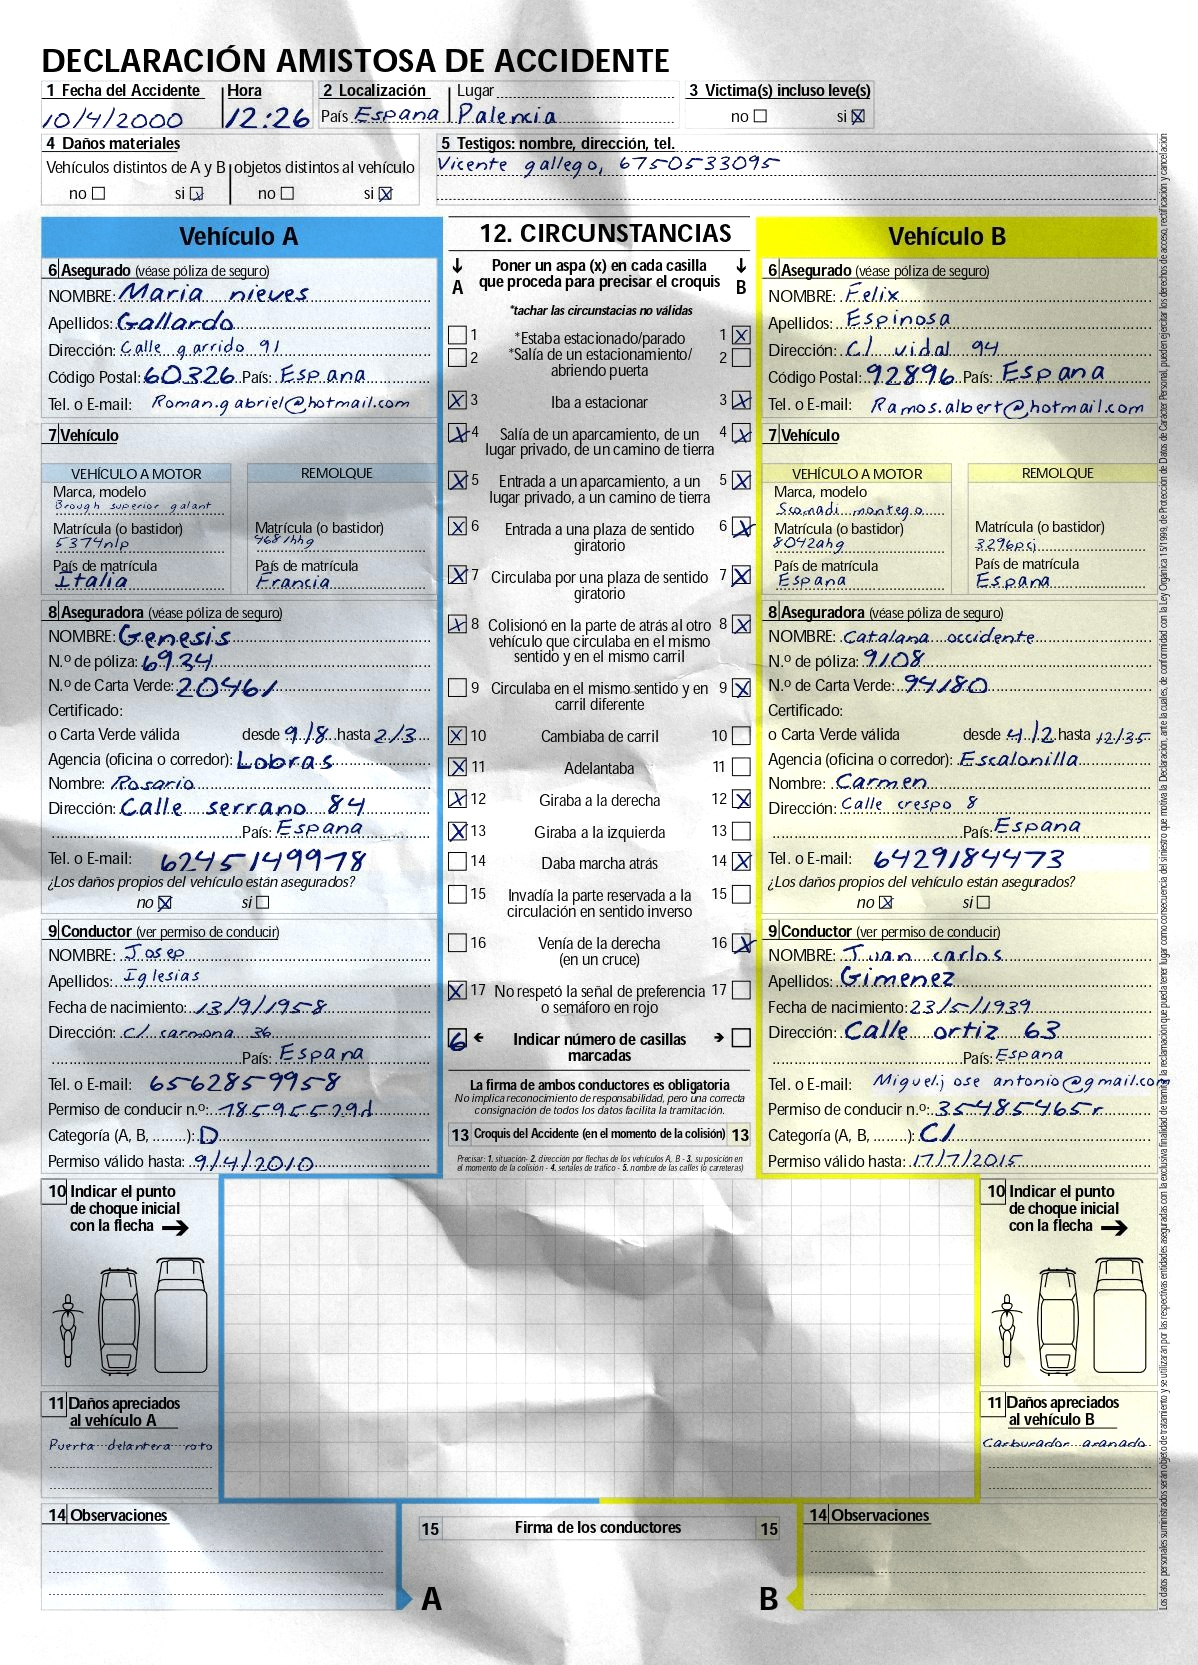 DECLARACIÓN AMISTOSA DE ACCIDENTE
1 Fecha del Accidente Hora 2 Localización Lugar 3 Victima(s) incluso leve(s)
10/4/2000 12:26 País Espana Palencia no si X
4 Daños materiales 5 Testigos: nombre, dirección, tel.
Vehículos distintos de A y B objetos distintos al vehículo Vicente gallego, 6750533095
no si X no si X
Vehículo A
6 Asegurado (véase póliza de seguro)
NOMBRE: Maria nieves
Apellidos: Gallardo
Dirección: Calle garrido 91
Código Postal: 60326 País: Espana
Tel. o E-mail: Roman.gabriel@hotmail.com
7 Vehículo
VEHÍCULO A MOTOR REMOLQUE
Marca, modelo
Brough superior galant
Matrícula (o bastidor) Matrícula (o bastidor)
5374nlp 4681hhg
País de matrícula País de matrícula
Italia Francia
8 Aseguradora (véase póliza de seguro)
NOMBRE: Genesis
N.º de póliza: 6934
N.º de Carta Verde: 20461
Certificado:
o Carta Verde válida desde 9/8 hasta 2/3
Agencia (oficina o corredor): Lobras
Nombre: Rosario
Dirección: Calle serrano 84
País: Espana
Tel. o E-mail: 6245149978
¿Los daños propios del vehículo están asegurados?
no X si
9 Conductor (ver permiso de conducir)
NOMBRE: Josep
Apellidos: Iglesias
Fecha de nacimiento: 13/9/1958
Dirección: C/ carmona 36
País: Espana
Tel. o E-mail: 6562859958
Permiso de conducir n.º: 78595529d
Categoría (A, B, ........): D
Permiso válido hasta: 9/4/2010
12. CIRCUNSTANCIAS
A Poner un aspa (x) en cada casilla que proceda para precisar el croquis B
*tachar las circunstacias no válidas
1 *Estaba estacionado/parado 1 X
2 *Salía de un estacionamiento/ 2
abriendo puerta
X 3 Iba a estacionar 3 X
X 4 Salía de un aparcamiento, de un 4 X
lugar privado, de un camino de tierra
X 5 Entrada a un aparcamiento, a un 5 X
lugar privado, a un camino de tierra
X 6 Entrada a una plaza de sentido 6 X
giratorio
X 7 Circulaba por una plaza de sentido 7 X
giratorio
X 8 Colisionó en la parte de atrás al otro 8 X
vehículo que circulaba en el mismo
sentido y en el mismo carril
9 Circulaba en el mismo sentido y en 9 X
carril diferente
X 10 Cambiaba de carril 10
X 11 Adelantaba 11
X 12 Giraba a la derecha 12 X
X 13 Giraba a la izquierda 13
14 Daba marcha atrás 14 X
15 Invadía la parte reservada a la 15
circulación en sentido inverso
16 Venía de la derecha 16 X
(en un cruce)
X 17 No respetó la señal de preferencia 17
o semáforo en rojo
6 Indicar número de casillas
marcadas
La firma de ambos conductores es obligatoria
No implica reconocimiento de responsabilidad, pero una correcta
consignación de todos los datos facilita la tramitación.
13 Croquis del Accidente (en el momento de la colisión) 13
Precisar: 1. situación- 2. dirección por flechas de los vehículos A, B - 3. su posición en
el momento de la colisión - 4. señales de tráfico - 5. nombre de las calles (o carreteras)
Vehículo B
6 Asegurado (véase póliza de seguro)
NOMBRE: Felix
Apellidos: Espinosa
Dirección: C/ vidal 94
Código Postal: 92896 País: Espana
Tel. o E-mail: Ramos.albert@hotmail.com
7 Vehículo
VEHÍCULO A MOTOR REMOLQUE
Marca, modelo
Scomadi montego
Matrícula (o bastidor) Matrícula (o bastidor)
8042ahg 3296pcj
País de matrícula País de matrícula
Espana Espana
8 Aseguradora (véase póliza de seguro)
NOMBRE: Catalana occidente
N.º de póliza: 9108
N.º de Carta Verde: 94180
Certificado:
o Carta Verde válida desde 4/2 hasta 12/35
Agencia (oficina o corredor): Escalonilla
Nombre: Carmen
Dirección: Calle crespo 8
País: Espana
Tel. o E-mail: 6429184473
¿Los daños propios del vehículo están asegurados?
no X si
9 Conductor (ver permiso de conducir)
NOMBRE: Juan carlos
Apellidos: Gimenez
Fecha de nacimiento: 23/5/1939
Dirección: Calle ortiz 63
País: Espana
Tel. o E-mail: Miguel.jose antonio@gmail.com
Permiso de conducir n.º: 35485465r
Categoría (A, B, ........): C1
Permiso válido hasta: 17/7/2015
10 Indicar el punto
de choque inicial
con la flecha
11 Daños apreciados
al vehículo A
Puerta delantera roto
10 Indicar el punto
de choque inicial
con la flecha
11 Daños apreciados
al vehículo B
Carburador aranado
14 Observaciones
15 Firma de los conductores 15
A B
14 Observaciones
Los datos personales suministrados serán objeto de tratamiento y se utilizaran por las respectivas entidades aseguradas con la exclusiva finalidad de tramitar la reclamación que pueda tener lugar como consecuencia del siniestro que motiva la Declaración, ante la cuales, de conformidad con la Ley Orgánica 15/1999, de Protección de Datos de Carácter Personal, pueden ejercitar los derechos de acceso, rectificación y cancelación